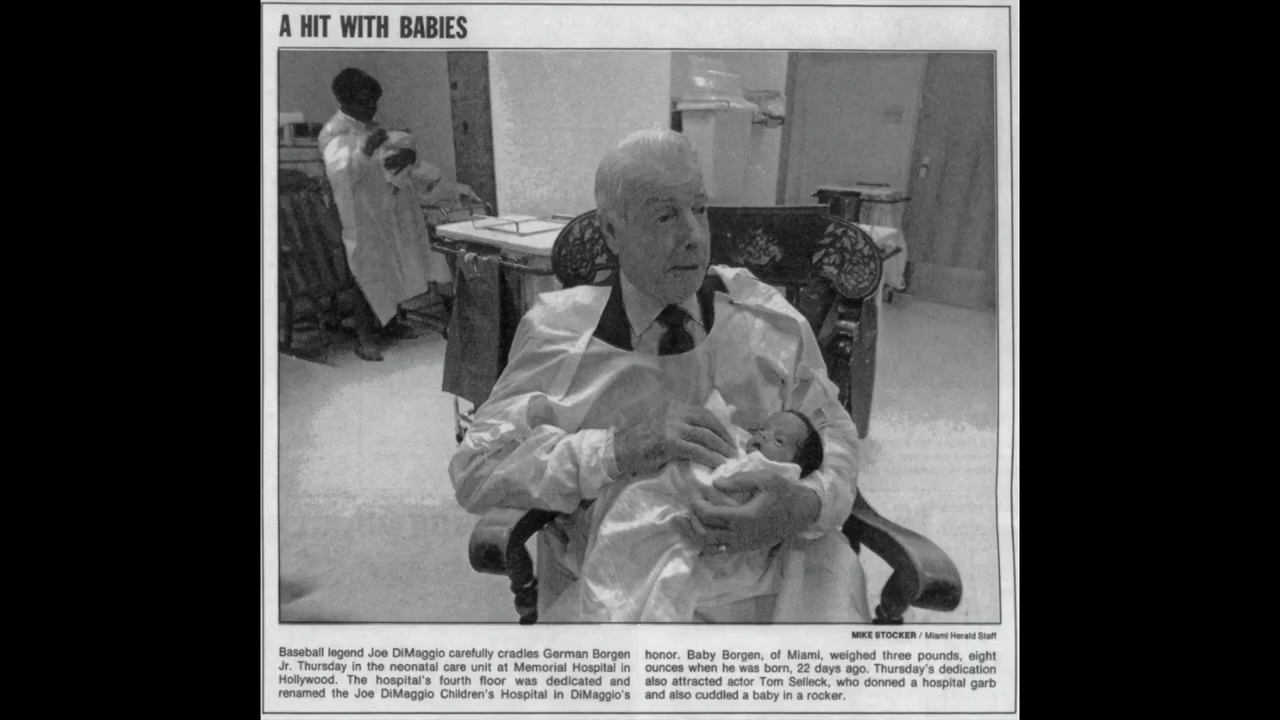 A HIT WITH BABIES
MIKE STOCKER / Miami Herald Staff
Baseball legend Joe DiMaggio carefully cradles German Borgen
Jr. Thursday in the neonatal care unit at Memorial Hospital in
Hollywood. The hospital's fourth floor was dedicated and
renamed the Joe DiMaggio Children's Hospital in DiMaggio's
honor. Baby Borgen, of Miami, weighed three pounds, eight
ounces when he was born, 22 days ago. Thursday's dedication
also attracted actor Tom Selleck, who donned a hospital garb
and also cuddled a baby in a rocker.